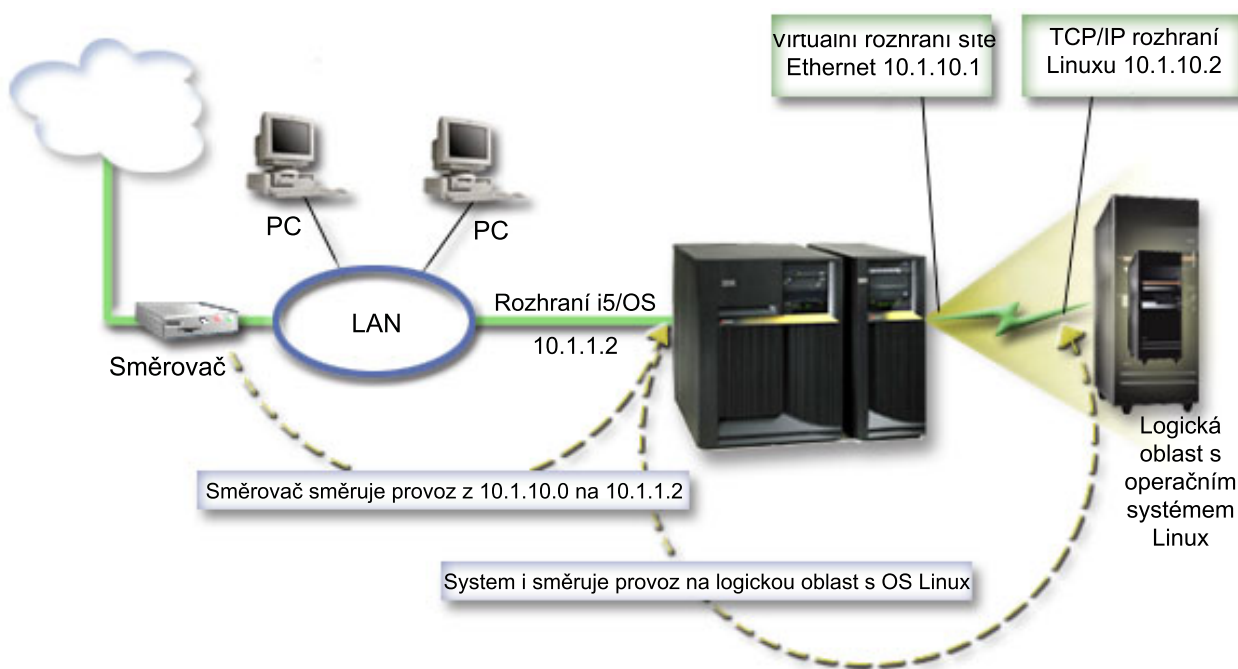 Virtuální rozhraní sítě
Ethernet 10.1.10.1
TCP/IP rozhraní
Linuxu 10.1.10.2
PC
PC
LAN
Rozhraní i5/OS
10.1.1.2
Směrovač
Směrovač směruje provoz z 10.1.10.0 na 10.1.1.2
System i směruje provoz na logickou oblast s OS Linux
Logická
oblast s
operačním
systémem
Linux